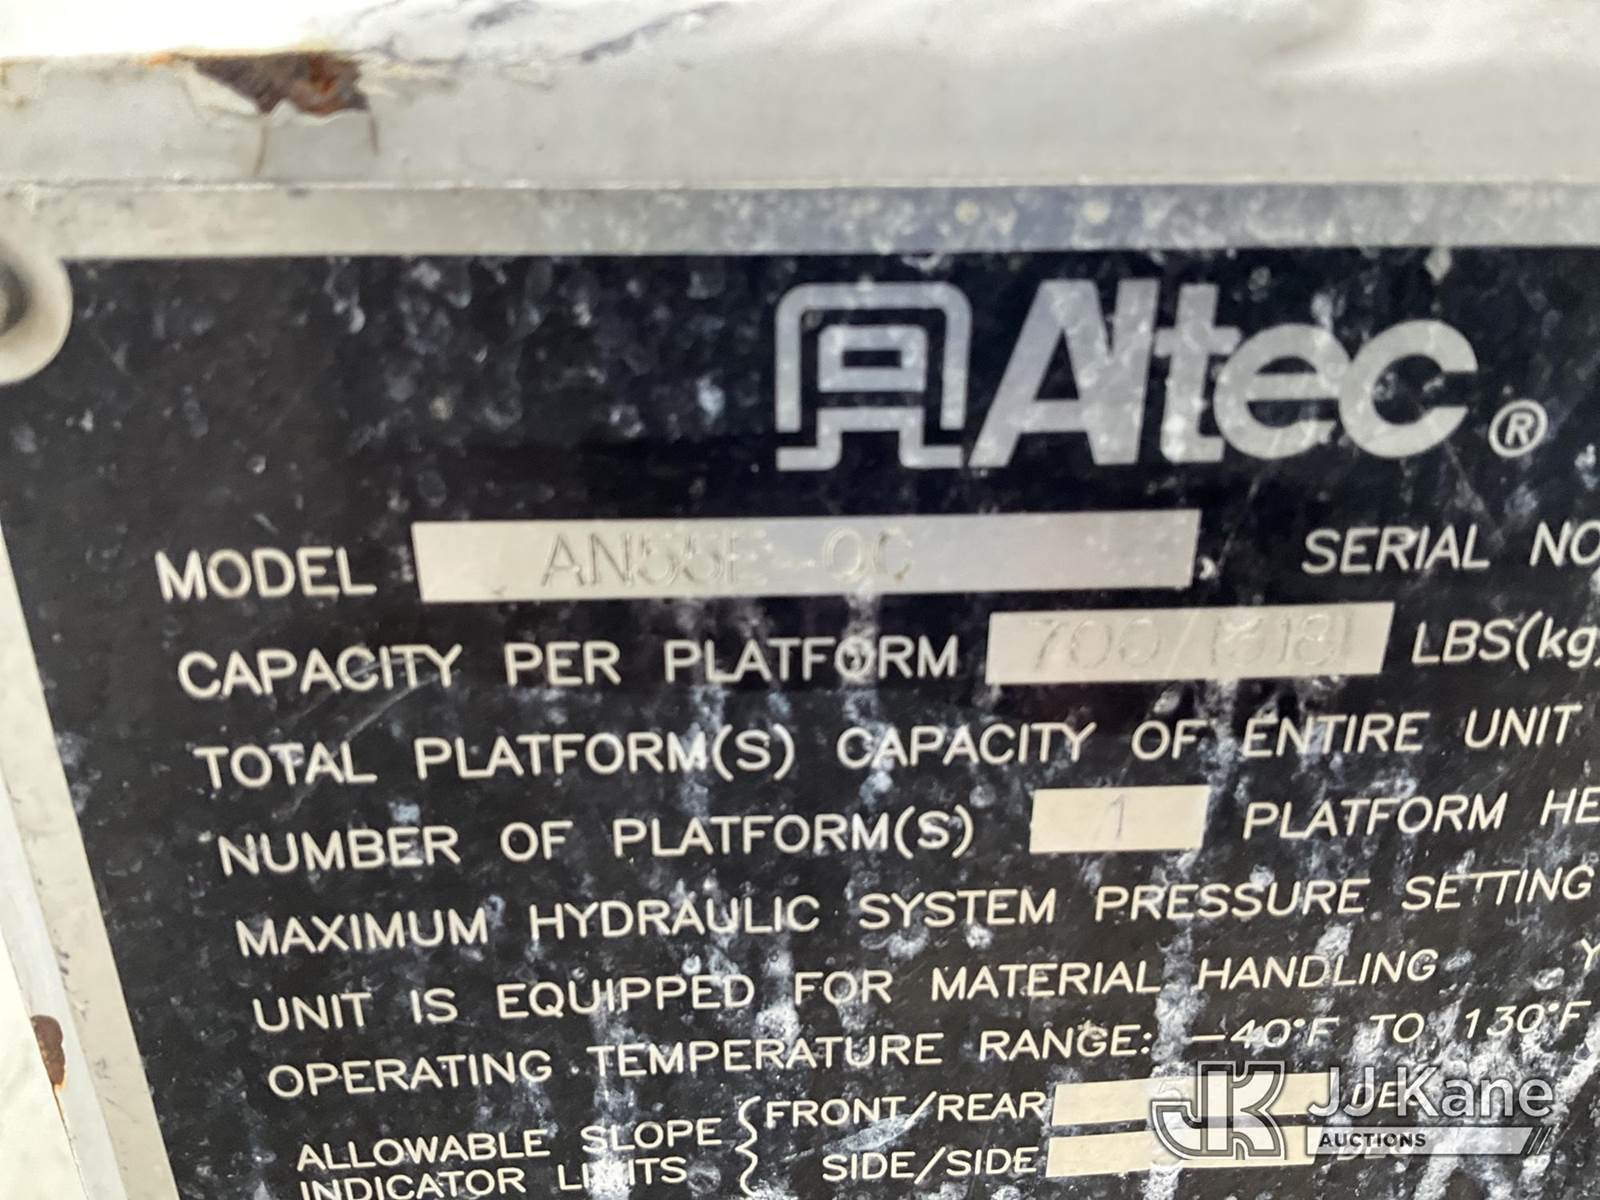 Altec®
MODEL AN55E-OC SERIAL NO
CAPACITY PER PLATFORM 700/(318) LBS(kg)
TOTAL PLATFORM(S) CAPACITY OF ENTIRE UNIT
NUMBER OF PLATFORM(S) 1 PLATFORM HE
MAXIMUM HYDRAULIC SYSTEM PRESSURE SETTING
UNIT IS EQUIPPED FOR MATERIAL HANDLING Y
OPERATING TEMPERATURE RANGE: -40°F TO 130°F
ALLOWABLE SLOPE INDICATOR LIMITS
FRONT/REAR DE
SIDE/SIDE
JJ Kane
AUCTIONS